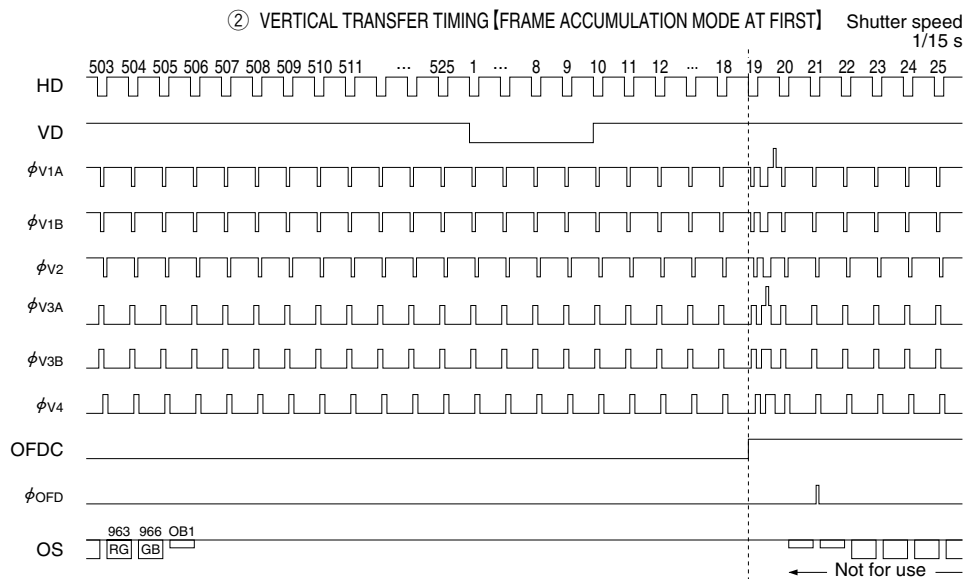 ② VERTICAL TRANSFER TIMING【FRAME ACCUMULATION MODE AT FIRST】 Shutter speed
1/15 s
503 504 505 506 507 508 509 510 511 ··· 525 1 ··· 8 9 10 11 12 ··· 18 19 20 21 22 23 24 25
HD
VD
ϕV1A
ϕV1B
ϕV2
ϕV3A
ϕV3B
ϕV4
OFDC
ϕOFD
963 966 OB1
OS RG GB
Not for use